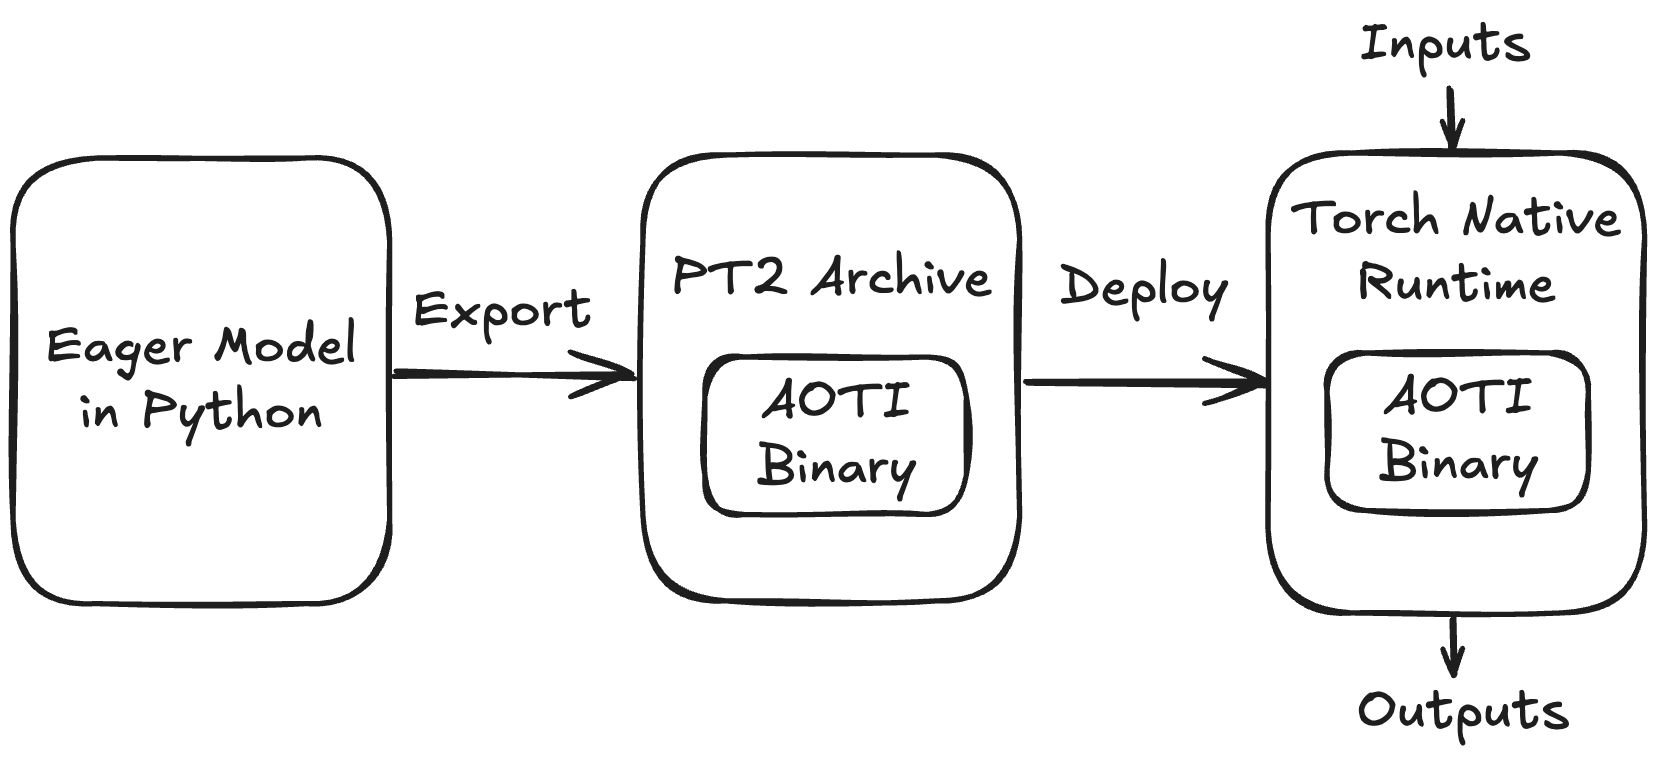 Eager Model
in Python
Export
PT2 Archive
AOTI
Binary
Deploy
Inputs
Torch Native
Runtime
AOTI
Binary
Outputs